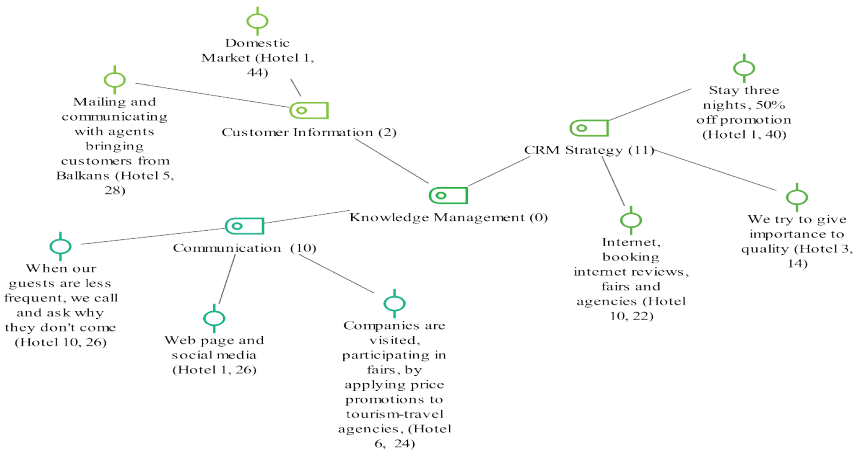 Domestic
Market (Hotel 1,
44)
Mailing and
communicating
with agents
bringing
customers from
Balkans (Hotel 5,
28)
Customer Information (2)
Stay three
nights, 50%
off promotion
(Hotel 1, 40)
CRM Strategy (11)
Knowledge Management (0)
We try to give
importance to
quality (Hotel 3,
14)
Internet,
booking
internet reviews,
fairs and
agencies (Hotel
10, 22)
Communication (10)
When our
guests are less
frequent, we call
and ask why
they don't come
(Hotel 10, 26)
Web page and
social media
(Hotel 1, 26)
Companies are
visited,
participating in
fairs, by
applying price
promotions to
tourism-travel
agencies, (Hotel
6, 24)